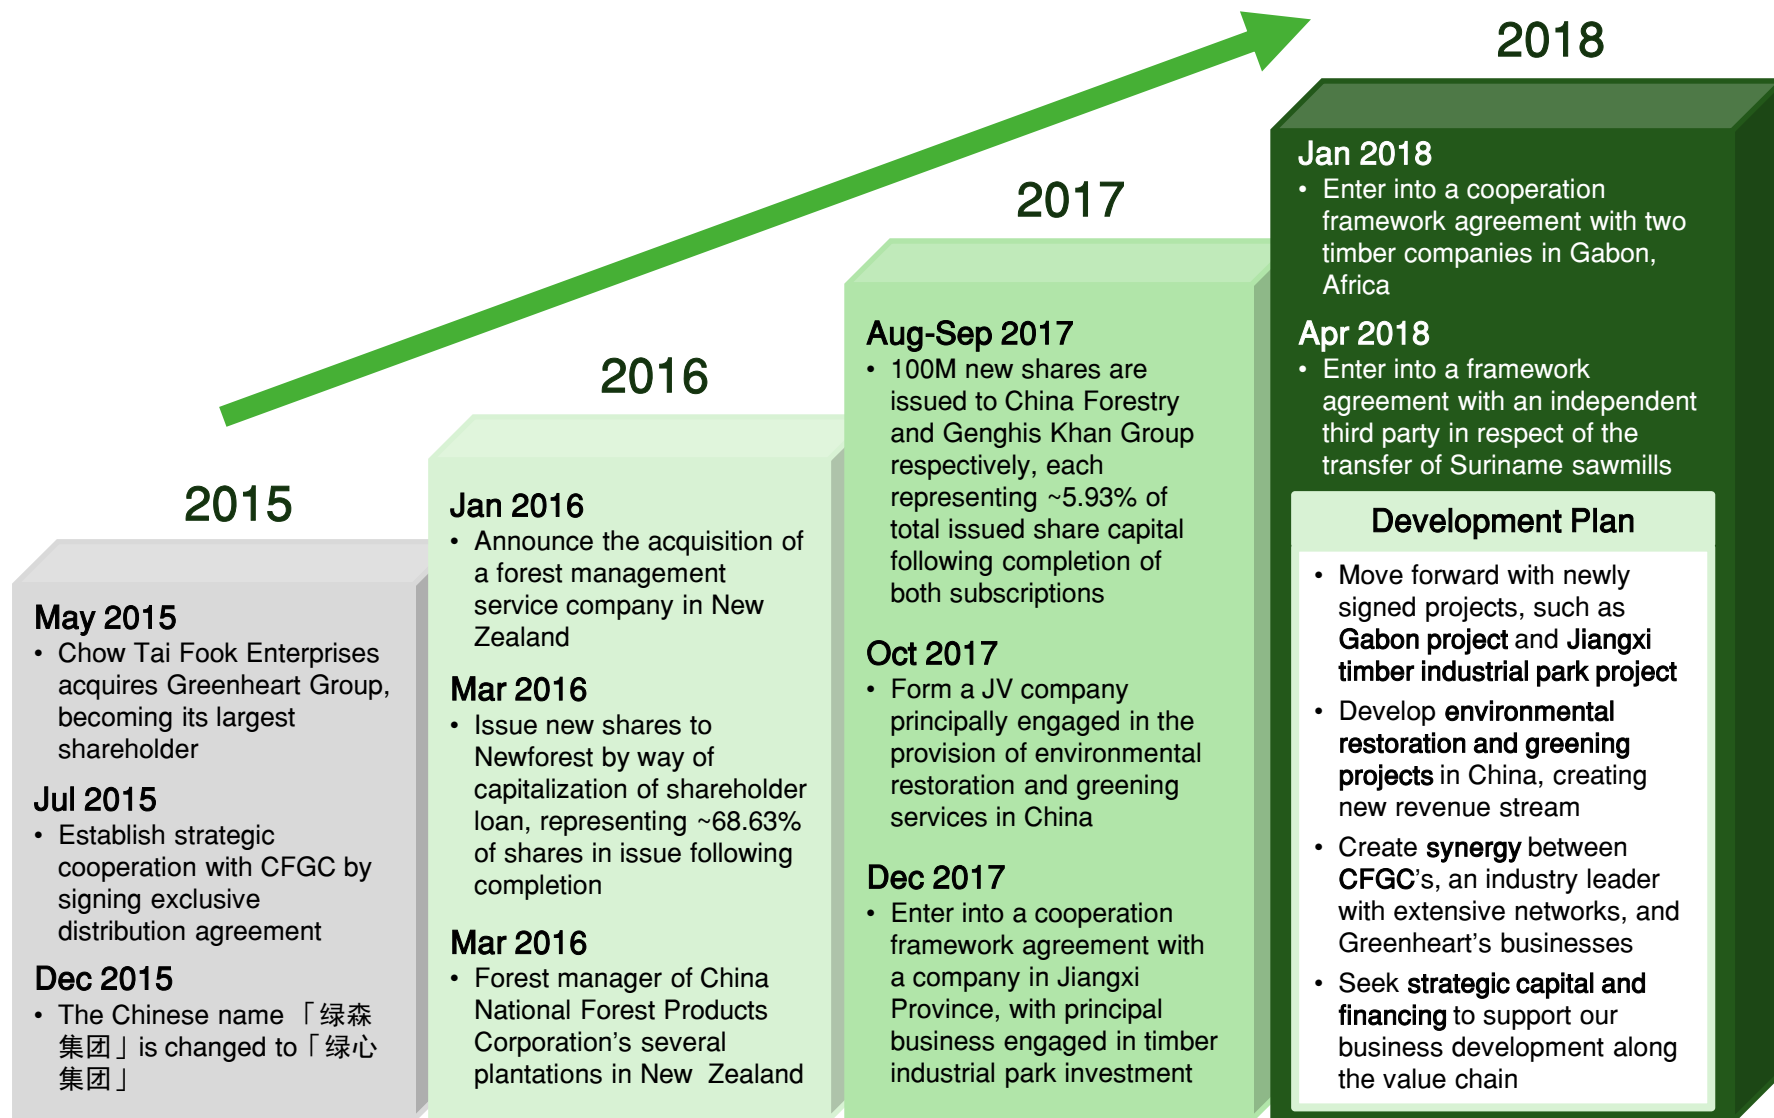 2015
May 2015
• Chow Tai Fook Enterprises
acquires Greenheart Group,
becoming its largest
shareholder
Jul 2015
• Establish strategic
cooperation with CFGC by
signing exclusive
distribution agreement
Dec 2015
• The Chinese name 「绿森
集团」is changed to「绿心
集团」
2016
Jan 2016
• Announce the acquisition of
a forest management
service company in New
Zealand
Mar 2016
• Issue new shares to
Newforest by way of
capitalization of shareholder
loan, representing ~68.63%
of shares in issue following
completion
Mar 2016
• Forest manager of China
National Forest Products
Corporation's several
plantations in New Zealand
2017
Aug-Sep 2017
• 100M new shares are
issued to China Forestry
and Genghis Khan Group
respectively, each
representing ~5.93% of
total issued share capital
following completion of
both subscriptions
Oct 2017
• Form a JV company
principally engaged in the
provision of environmental
restoration and greening
services in China
Dec 2017
• Enter into a cooperation
framework agreement with
a company in Jiangxi
Province, with principal
business engaged in timber
industrial park investment
2018
Jan 2018
• Enter into a cooperation
framework agreement with two
timber companies in Gabon,
Africa
Apr 2018
• Enter into a framework
agreement with an independent
third party in respect of the
transfer of Suriname sawmills
Development Plan
• Move forward with newly
signed projects, such as
Gabon project and Jiangxi
timber industrial park project
• Develop environmental
restoration and greening
projects in China, creating
new revenue stream
• Create synergy between
CFGC's, an industry leader
with extensive networks, and
Greenheart's businesses
• Seek strategic capital and
financing to support our
business development along
the value chain